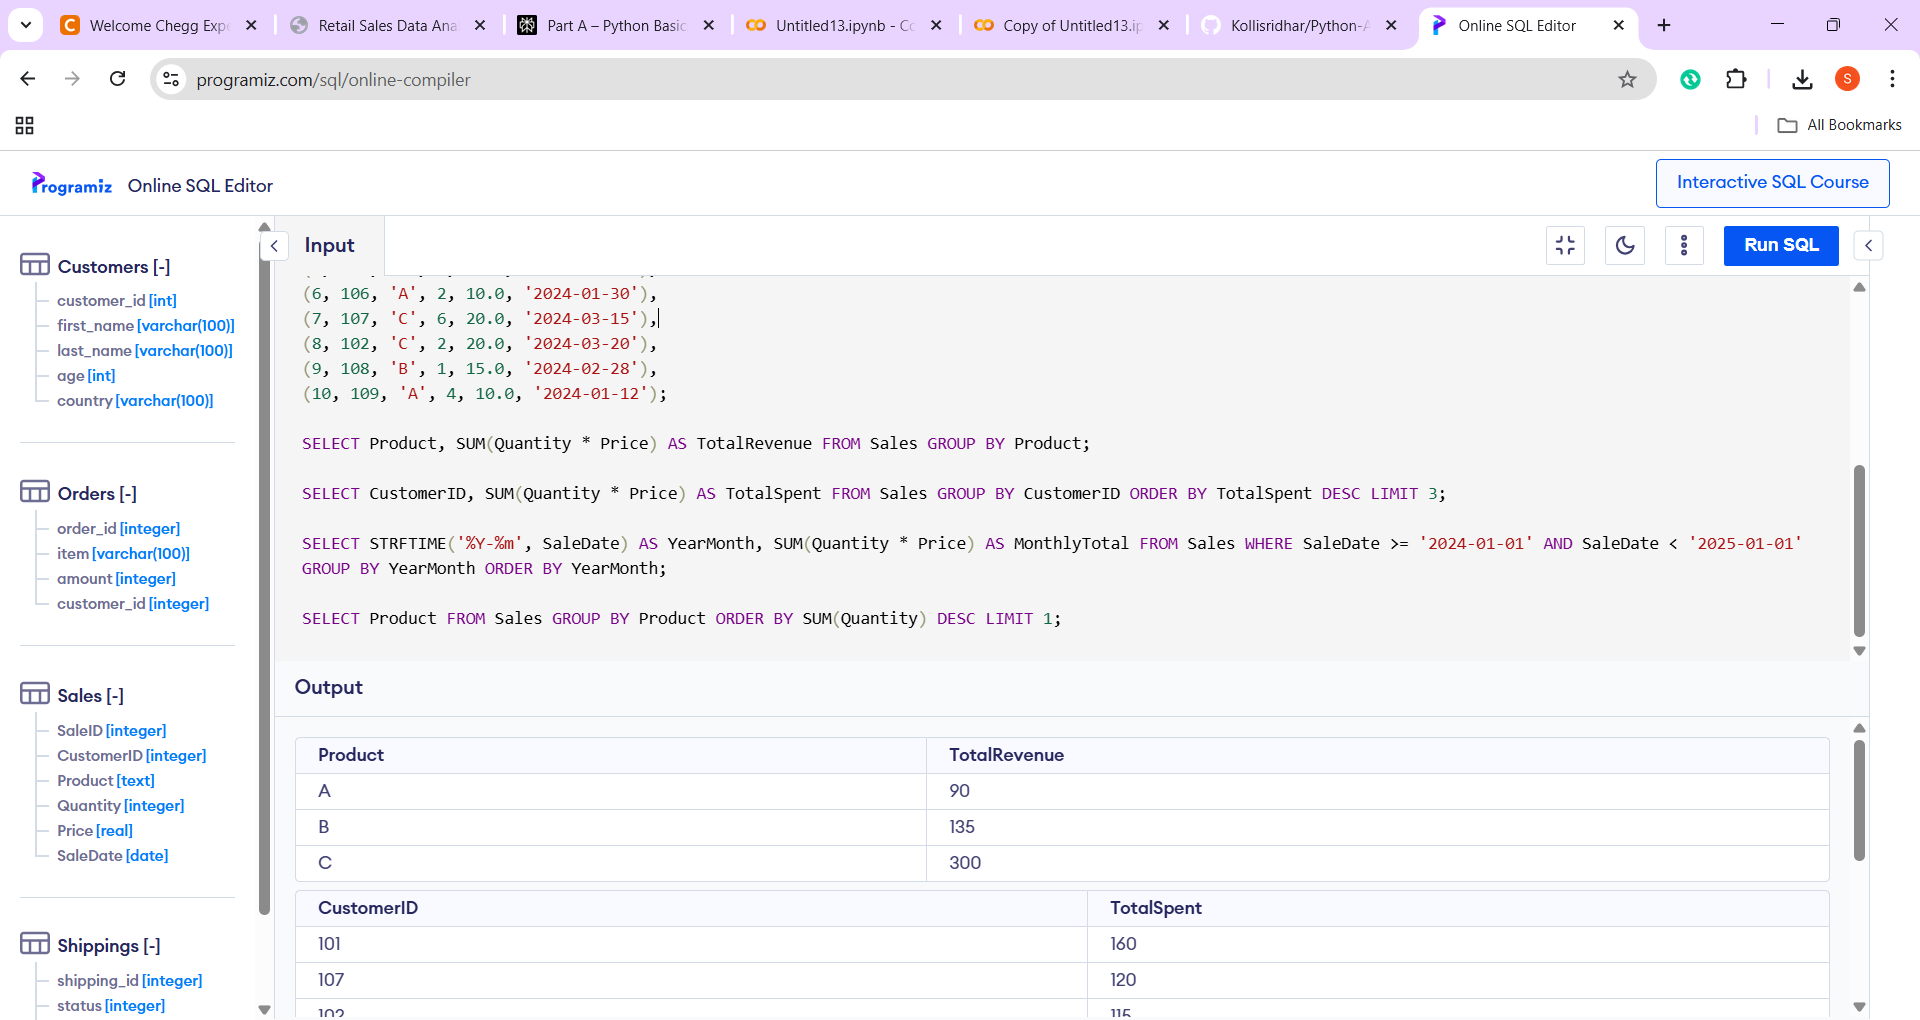 Welcome Chegg Expe
Retail Sales Data Ana
Part A – Python Basic
Untitled13.ipynb - Co
Copy of Untitled13.ip
Kollisridhar/Python-A
Online SQL Editor
programiz.com/sql/online-compiler
S
All Bookmarks
Programiz
Online SQL Editor
Interactive SQL Course
Customers [-]
customer_id [int]
first_name [varchar(100)]
last_name [varchar(100)]
age [int]
country [varchar(100)]
Orders [-]
order_id [integer]
item [varchar(100)]
amount [integer]
customer_id [integer]
Sales [-]
SaleID [integer]
CustomerID [integer]
Product [text]
Quantity [integer]
Price [real]
SaleDate [date]
Shippings [-]
shipping_id [integer]
status [integer]
Input
Run SQL
(6, 106, 'A', 2, 10.0, '2024-01-30'),
(7, 107, 'C', 6, 20.0, '2024-03-15'),
(8, 102, 'C', 2, 20.0, '2024-03-20'),
(9, 108, 'B', 1, 15.0, '2024-02-28'),
(10, 109, 'A', 4, 10.0, '2024-01-12');
SELECT Product, SUM(Quantity * Price) AS TotalRevenue FROM Sales GROUP BY Product;
SELECT CustomerID, SUM(Quantity * Price) AS TotalSpent FROM Sales GROUP BY CustomerID ORDER BY TotalSpent DESC LIMIT 3;
SELECT STRFTIME('%Y-%m', SaleDate) AS YearMonth, SUM(Quantity * Price) AS MonthlyTotal FROM Sales WHERE SaleDate >= '2024-01-01' AND SaleDate < '2025-01-01'
GROUP BY YearMonth ORDER BY YearMonth;
SELECT Product FROM Sales GROUP BY Product ORDER BY SUM(Quantity) DESC LIMIT 1;
Output
Product TotalRevenue
A 90
B 135
C 300
CustomerID TotalSpent
101 160
107 120
102 115